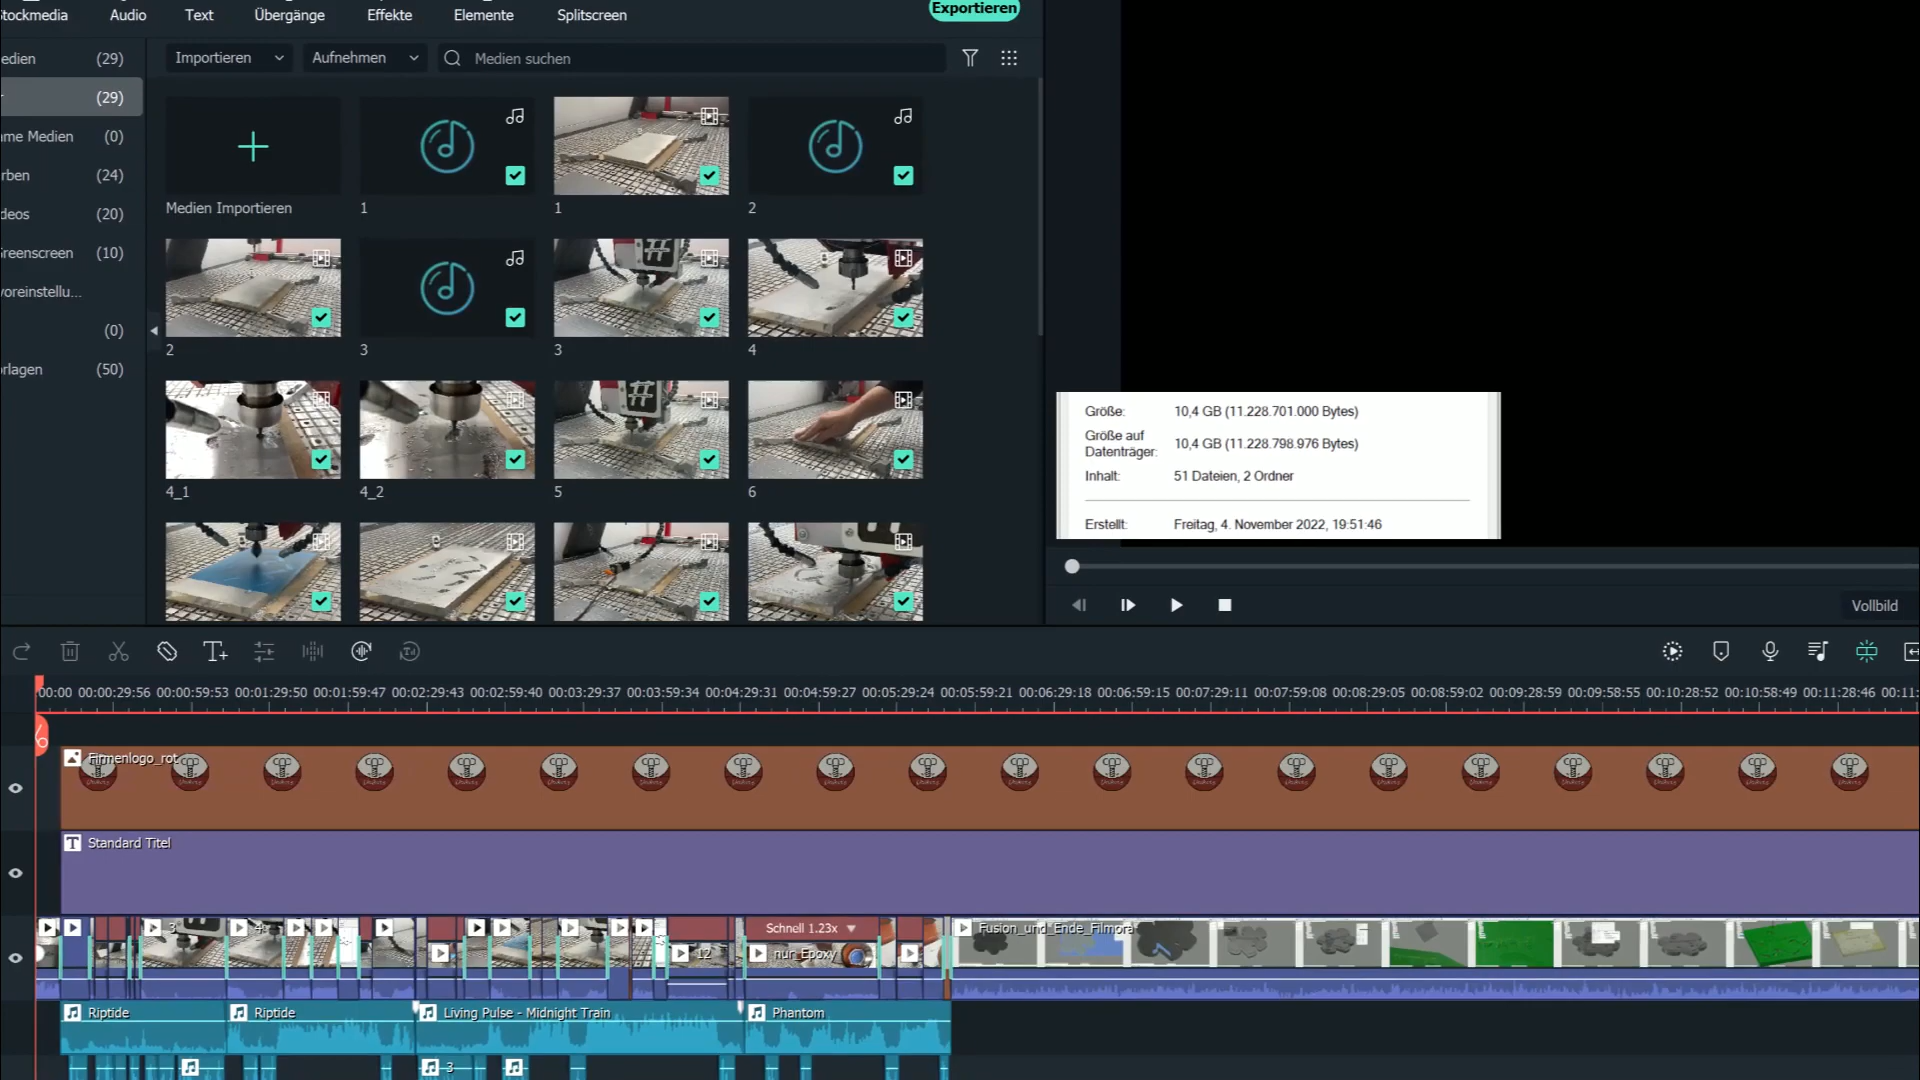 tockmedia Audio Text Übergänge Effekte Elemente Splitscreen Exportieren
edien (29) Importieren Aufnehmen Medien suchen
(29)
me Medien (0)
rben (24)
Medien Importieren 1 1 2
deos (20)
reenscreen (10)
voreinstellu...
(0)
2 3 3 4
orlagen (50)
#
4_1 4_2 5 6
Größe: 10,4 GB (11.228.701.000 Bytes)
Größe auf
Datenträger: 10,4 GB (11.228.798.976 Bytes)
Inhalt: 51 Dateien, 2 Ordner
Erstellt: Freitag, 4. November 2022, 19:51:46
Vollbild
:00:00 00:00:29:56 00:00:59:53 00:01:29:50 00:01:59:47 00:02:29:43 00:02:59:40 00:03:29:37 00:03:59:34 00:04:29:31 00:04:59:27 00:05:29:24 00:05:59:21 00:06:29:18 00:06:59:15 00:07:29:11 00:07:59:08 00:08:29:05 00:08:59:02 00:09:28:59 00:09:58:55 00:10:28:52 00:10:58:49 00:11:28:46 00:11:
Firmenlogo_rot
Standard Titel
3 4 Schnell 1.23x Fusion_und_Ende_Filmora
12 nur_Epoxy
Riptide Riptide Living Pulse - Midnight Train Phantom
3